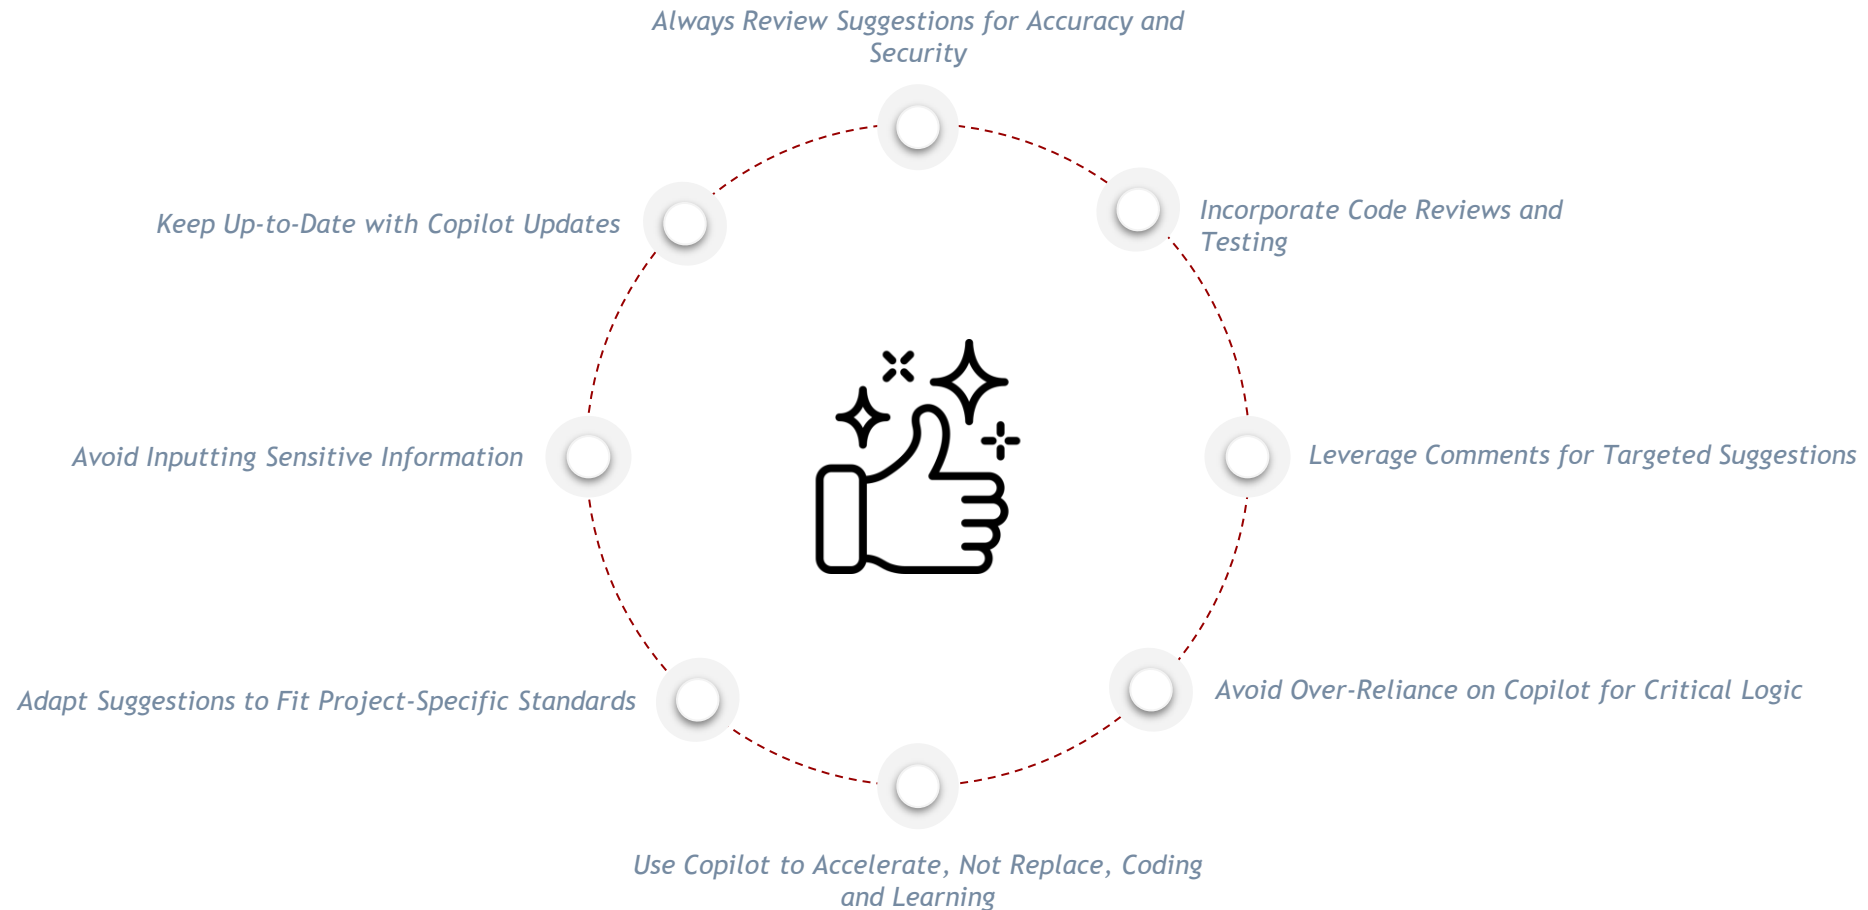 Always Review Suggestions for Accuracy and
Security
Keep Up-to-Date with Copilot Updates
Incorporate Code Reviews and
Testing
Avoid Inputting Sensitive Information
Leverage Comments for Targeted Suggestions
Adapt Suggestions to Fit Project-Specific Standards
Avoid Over-Reliance on Copilot for Critical Logic
Use Copilot to Accelerate, Not Replace, Coding
and Learning